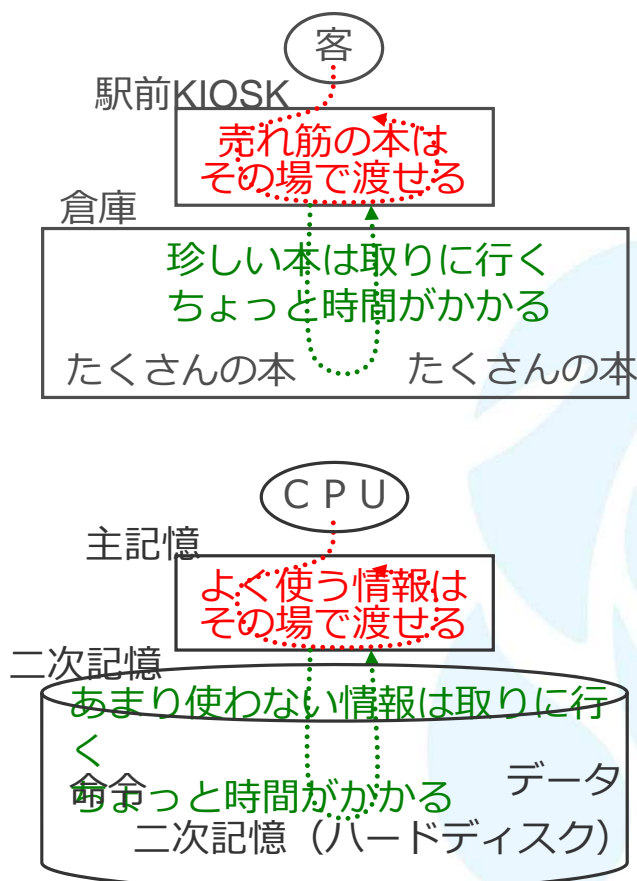 客
駅前KIOSK
売れ筋の本は
その場で渡せる
倉庫
珍しい本は取りに行く
ちょっと時間がかかる
たくさんの本
たくさんの本
ＣＰＵ
主記憶
よく使う情報は
その場で渡せる
二次記憶
あまり使わない情報は取りに行
く
ちょっと時間がかかる
命令
データ
二次記憶（ハードディスク）